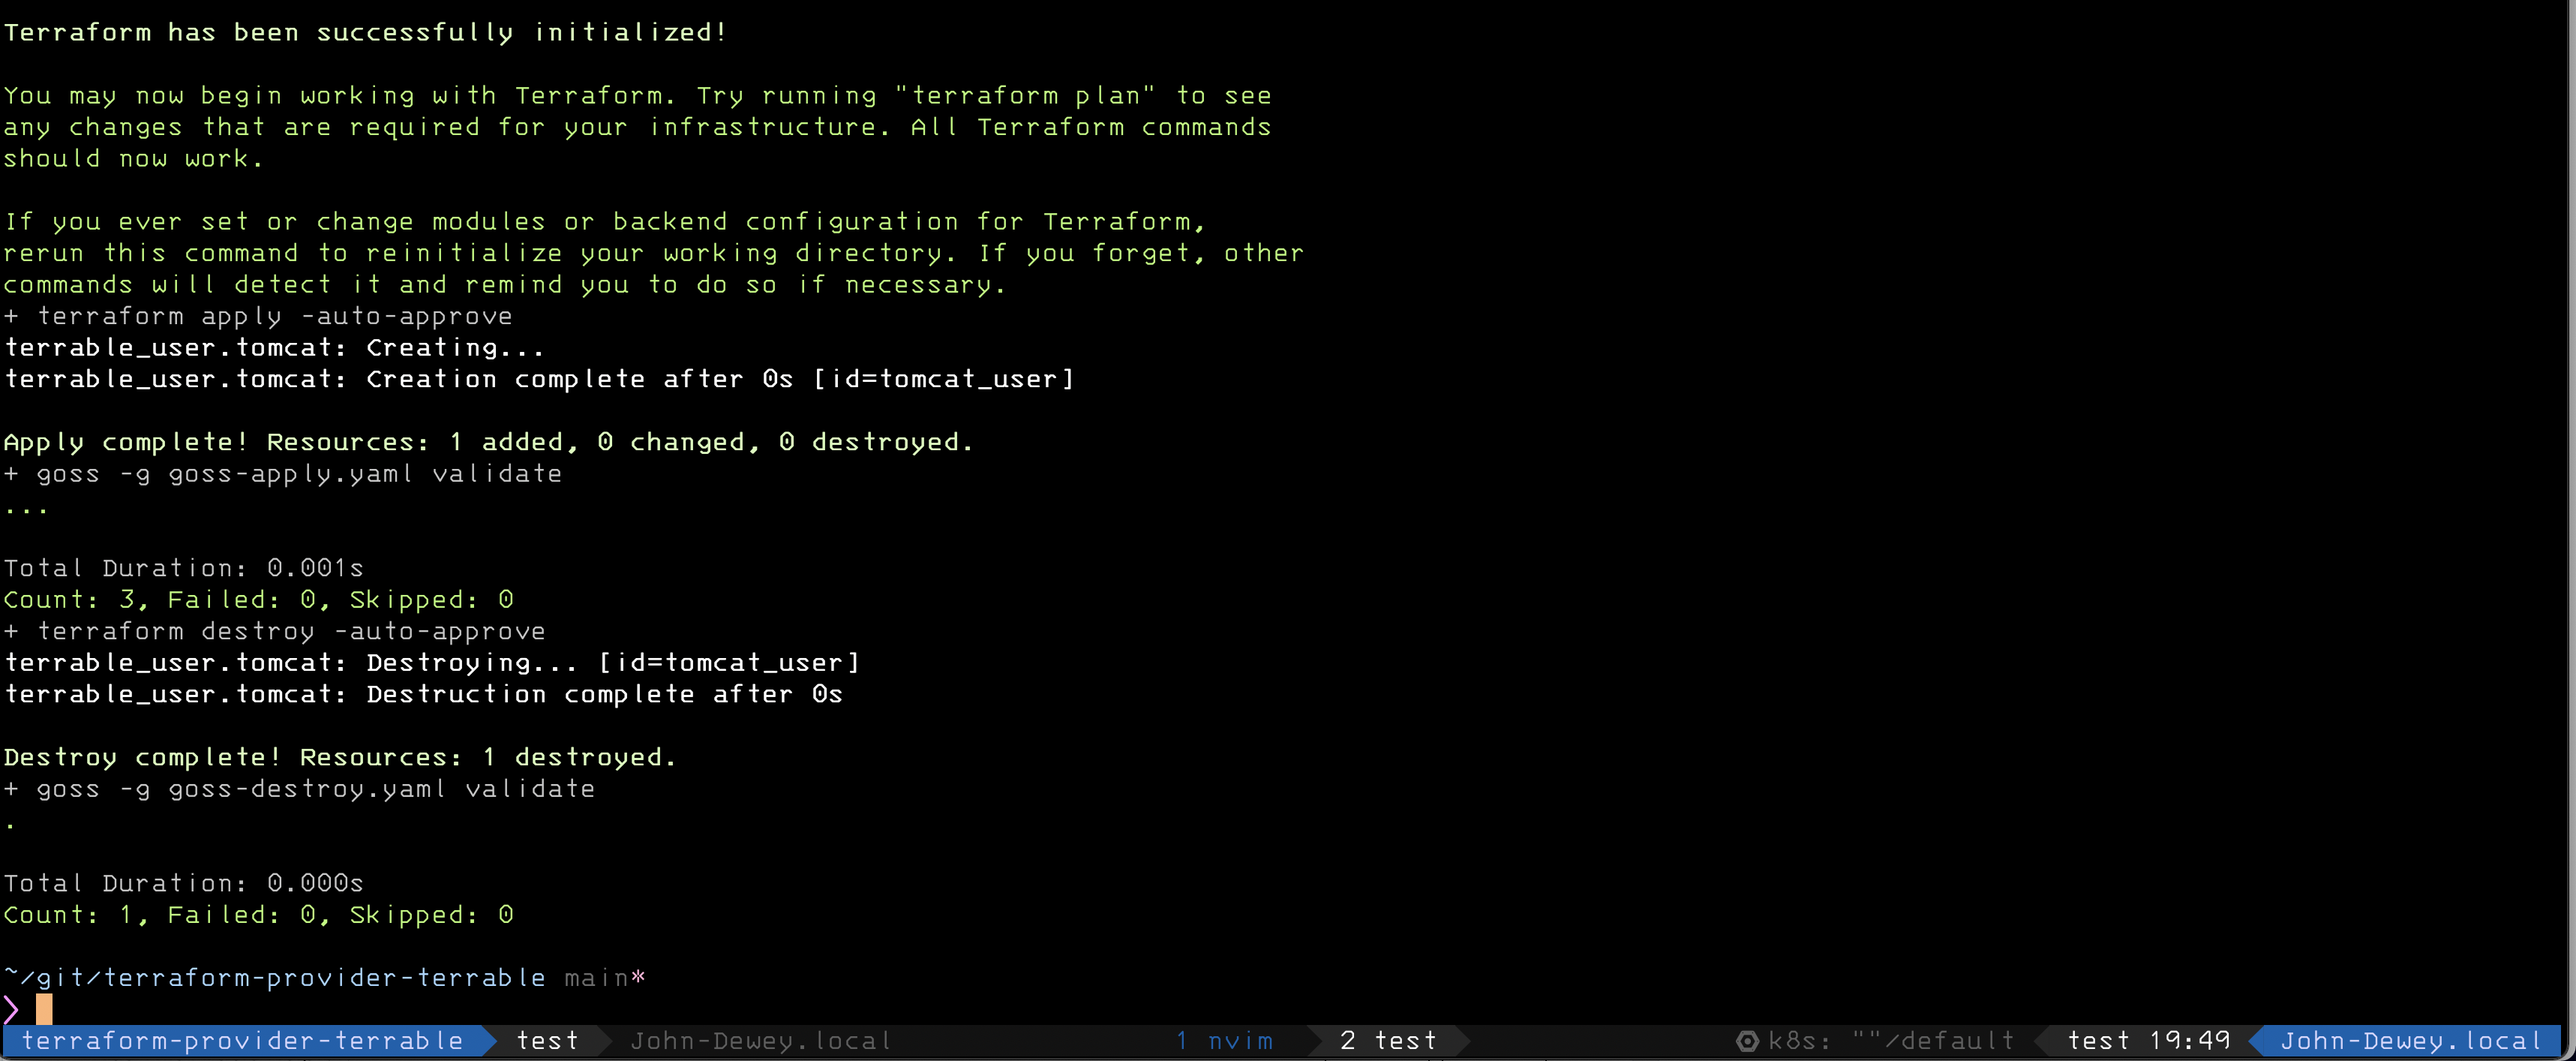 Terraform has been successfully initialized!
You may now begin working with Terraform. Try running "terraform plan" to see
any changes that are required for your infrastructure. All Terraform commands
should now work.
If you ever set or change modules or backend configuration for Terraform,
rerun this command to reinitialize your working directory. If you forget, other
commands will detect it and remind you to do so if necessary.
+ terraform apply -auto-approve
terrable_user.tomcat: Creating...
terrable_user.tomcat: Creation complete after 0s [id=tomcat_user]
Apply complete! Resources: 1 added, 0 changed, 0 destroyed.
+ goss -g goss-apply.yaml validate
...
Total Duration: 0.001s
Count: 3, Failed: 0, Skipped: 0
+ terraform destroy -auto-approve
terrable_user.tomcat: Destroying... [id=tomcat_user]
terrable_user.tomcat: Destruction complete after 0s
Destroy complete! Resources: 1 destroyed.
+ goss -g goss-destroy.yaml validate
.
Total Duration: 0.000s
Count: 1, Failed: 0, Skipped: 0
~/git/terraform-provider-terrable main*
❯
terraform-provider-terrable test John-Dewey.local 1 nvim 2 test k8s: ""/default test 19:49 John-Dewey.local